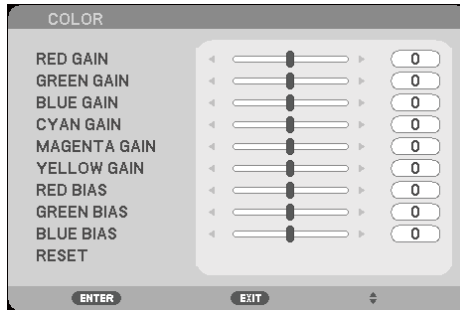 COLOR
RED GAIN 0
GREEN GAIN 0
BLUE GAIN 0
CYAN GAIN 0
MAGENTA GAIN 0
YELLOW GAIN 0
RED BIAS 0
GREEN BIAS 0
BLUE BIAS 0
RESET
ENTER EXIT